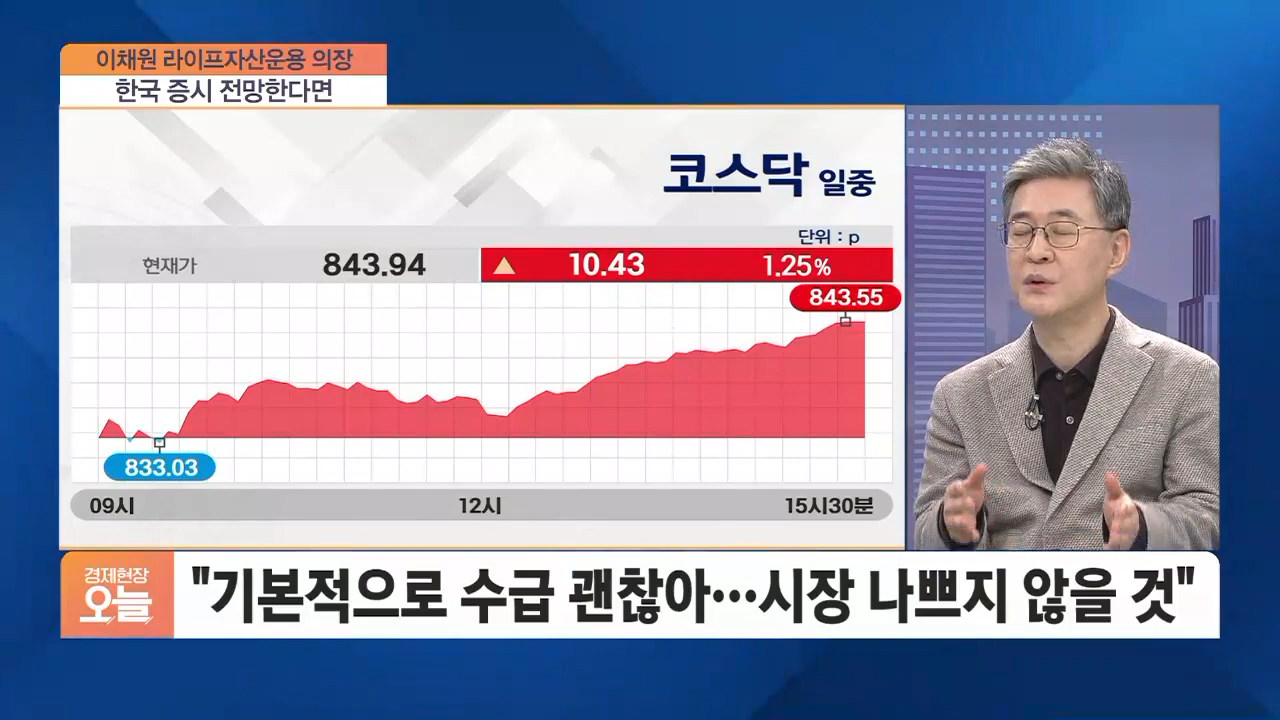 이채원 라이프자산운용 의장
한국 증시 전망한다면
코스닥 일중
단위 : p
현재가 843.94 ▲ 10.43 1.25%
843.55
833.03
09시 12시 15시30분
경제현장
오늘
"기본적으로 수급 괜찮아…시장 나쁘지 않을 것"